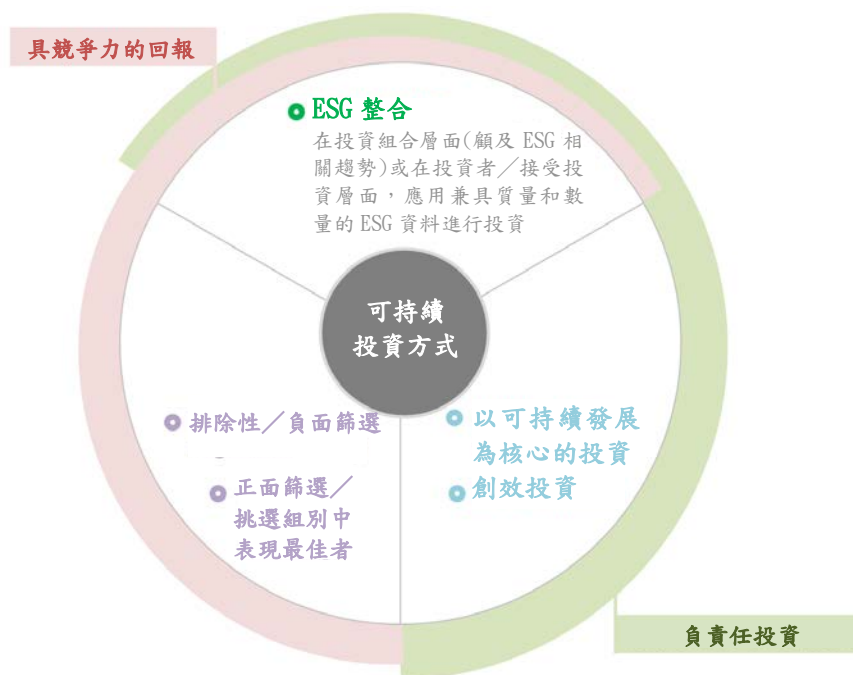 具競爭力的回報
ESG 整合
在投資組合層面(顧及 ESG 相
關趨勢)或在投資者／接受投
資層面，應用兼具質量和數
量的 ESG 資料進行投資
可持續
投資方式
排除性／負面篩選
正面篩選／
挑選組別中
表現最佳者
以可持續發展
為核心的投資
創效投資
負責任投資